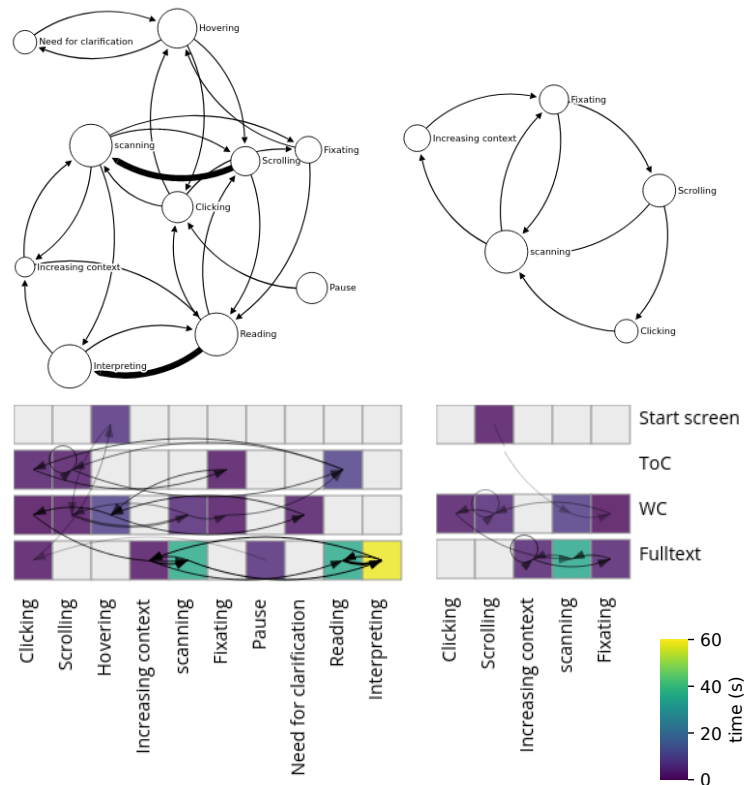 Hovering
Need for clarification
scanning
Scrolling
Fixating
Clicking
Increasing context
Pause
Reading
Interpreting
Fixating
Increasing context
Scrolling
scanning
Clicking
Start screen
ToC
WC
Fulltext
Clicking
Scrolling
Hovering
Increasing context
scanning
Fixating
Pause
Need for clarification
Reading
Interpreting
Clicking
Scrolling
Increasing context
scanning
Fixating
60
40
20
0
time (s)